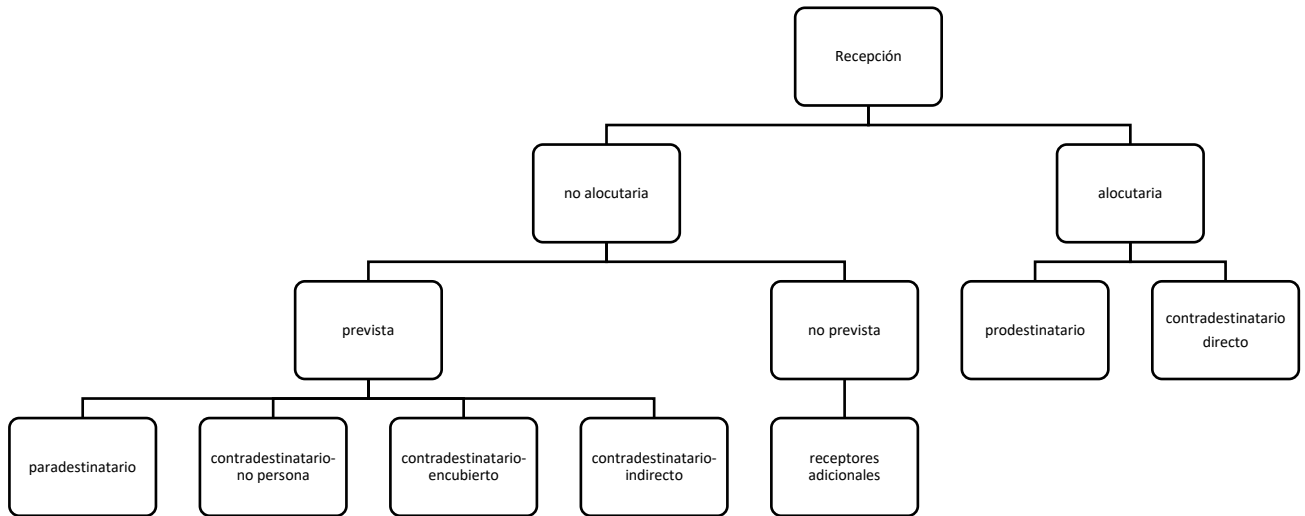 Recepción
no alocutaria
alocutaria
prevista
no prevista
prodestinatario
contradestinatario
directo
paradestinatario
contradestinatario-
no persona
contradestinatario-
encubierto
contradestinatario-
indirecto
receptores
adicionales